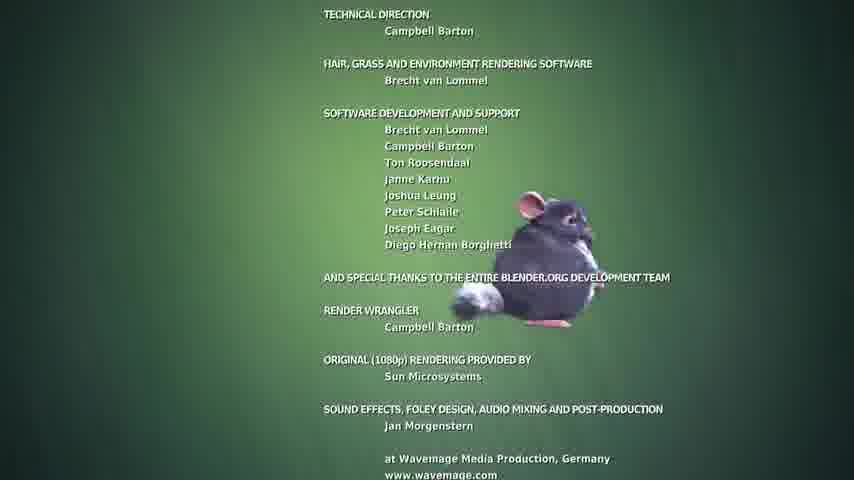 TECHNICAL DIRECTION
Campbell Barton
HAIR, GRASS AND ENVIRONMENT RENDERING SOFTWARE
Brecht van Lommel
SOFTWARE DEVELOPMENT AND SUPPORT
Brecht van Lommel
Campbell Barton
Ton Roosendaal
Janne Karhu
Joshua Leung
Peter Schlaile
Joseph Eagar
Diego Hernan Borghetti
AND SPECIAL THANKS TO THE ENTIRE BLENDER.ORG DEVELOPMENT TEAM
RENDER WRANGLER
Campbell Barton
ORIGINAL (1080p) RENDERING PROVIDED BY
Sun Microsystems
SOUND EFFECTS, FOLEY DESIGN, AUDIO MIXING AND POST-PRODUCTION
Jan Morgenstern
at Wavemage Media Production, Germany
www.wavemage.com